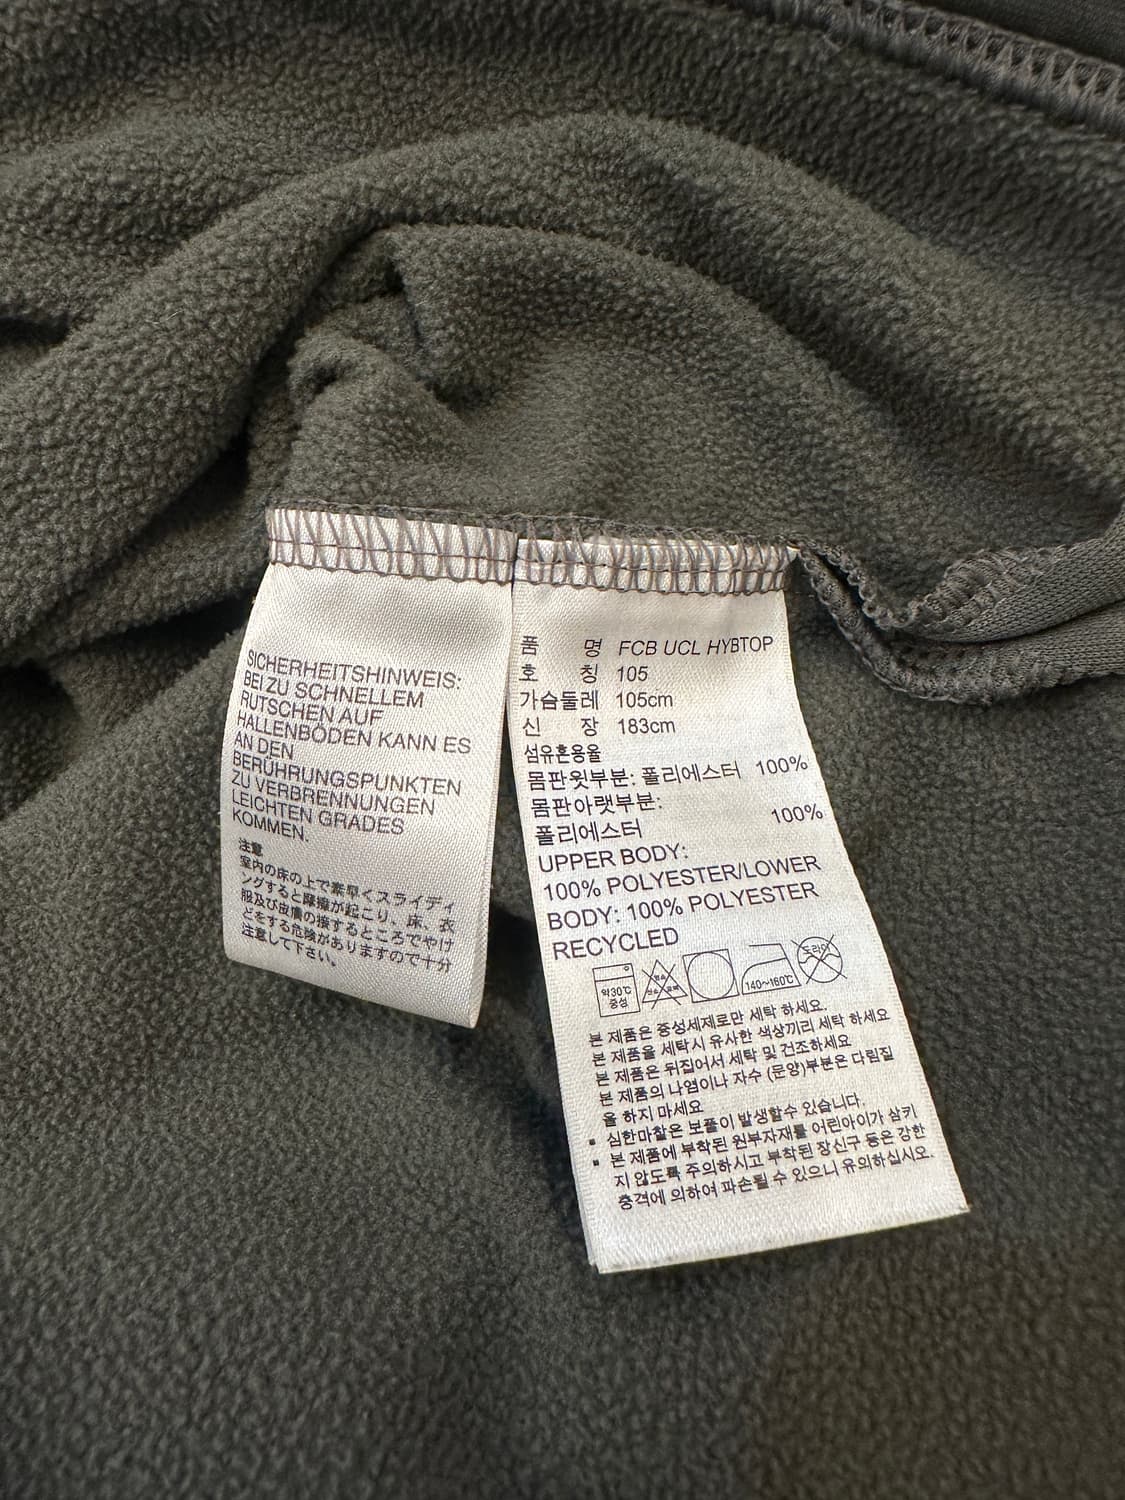 SICHERHEITSHINWEIS:
BEI ZU SCHNELLEM
RUTSCHEN AUF
HALLENBÖDEN KANN ES
AN DEN
BERÜHRUNGSPUNKTEN
ZU VERBRENNUNGEN
LEICHTEN GRADES
KOMMEN.
注意
室内の床の上で素早くスライディ
ングすると摩擦が起こり、床、衣
服及び皮膚の接するところでやけ
どをする危険がありますので十分
注意して下さい。
품 명 FCB UCL HYBTOP
호 칭 105
가슴둘레 105cm
신 장 183cm
섬유혼용율
몸판윗부분: 폴리에스터 100%
몸판아랫부분:
폴리에스터 100%
UPPER BODY:
100% POLYESTER/LOWER
BODY: 100% POLYESTER
RECYCLED
약30℃
중성
140~160℃
드라이
본 제품은 중성세제로만 세탁 하세요.
본 제품을 세탁시 유사한 색상끼리 세탁 하세요
본 제품은 뒤집어서 세탁 및 건조하세요
본 제품의 나염이나 자수 (문양)부분은 다림질
을 하지 마세요
▪ 심한마찰은 보풀이 발생할수 있습니다.
▪ 본 제품에 부착된 원부자재를 어린아이가 삼키
지 않도록 주의하시고 부착된 장신구 등은 강한
충격에 의하여 파손될 수 있으니 유의하십시오.